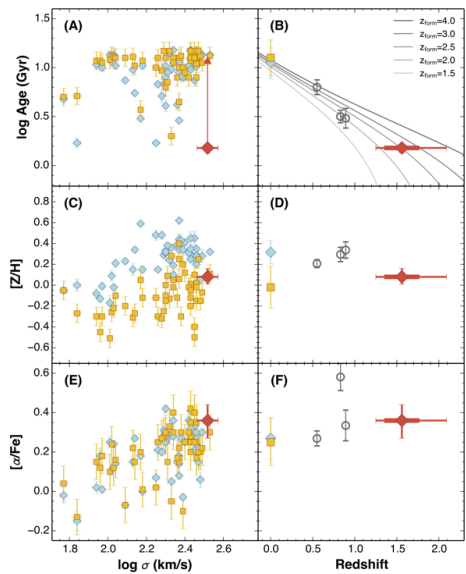 (A)
(B)
z_form=4.0
z_form=3.0
z_form=2.5
z_form=2.0
z_form=1.5
log Age (Gyr)
1.5
1.0
0.5
0.0
(C)
(D)
[Z/H]
0.8
0.6
0.4
0.2
0.0
−0.2
−0.4
−0.6
(E)
(F)
[α/Fe]
0.6
0.4
0.2
0.0
−0.2
1.8 2.0 2.2 2.4 2.6
0.0 0.5 1.0 1.5 2.0
log σ (km/s)
Redshift